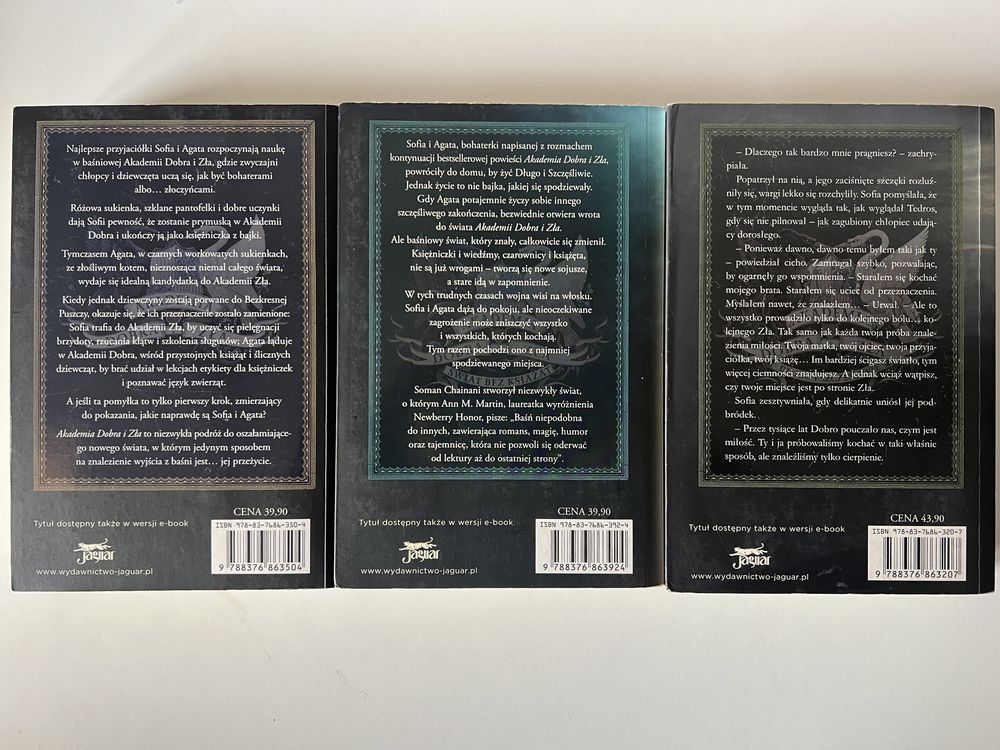 Najlepsze przyjaciółki Sofia i Agata rozpoczynają naukę
w baśniowej Akademii Dobra i Zła, gdzie zwyczajni
chłopcy i dziewczęta uczą się, jak być bohaterami
albo... złoczyńcami.
Różowa sukienka, szklane pantofelki i dobre uczynki
dają Sofii pewność, że zostanie prymuską w Akademii
Dobra i ukończy ją jako księżniczka z bajki.
Tymczasem Agata, w czarnych workowatych sukienkach,
ze złośliwym kotem, nieznosząca niemal całego świata,
wydaje się idealną kandydatką do Akademii Zła.
Kiedy jednak dziewczyny zostają porwane do Bezkresnej
Puszczy, okazuje się, że ich przeznaczenie zostało zamienione:
Sofia trafia do Akademii Zła, by uczyć się pielęgnacji
brzydoty, rzucania klątw i szkolenia sługusów; Agata ląduje
w Akademii Dobra, wśród przystojnych książąt i ślicznych
dziewcząt, by brać udział w lekcjach etykiety dla księżniczek
i poznawać język zwierząt.
A jeśli ta pomyłka to tylko pierwszy krok, zmierzający
do pokazania, jakie naprawdę są Sofia i Agata?
Akademia Dobra i Zła to niezwykła podróż do oszałamiające-
go nowego świata, w którym jedynym sposobem
na znalezienie wyjścia z baśni jest... jej przeżycie.
CENA 39,90
Tytuł dostępny także w wersji e-book
ISBN 978-83-7686-350-4
Jaguar
www.wydawnictwo-jaguar.pl
9 788376 863504
Sofia i Agata, bohaterki napisanej z rozmachem
kontynuacji bestsellerowej powieści Akademia Dobra i Zła,
powróciły do domu, by żyć Długo i Szczęśliwie.
Jednak życie to nie bajka, jakiej się spodziewały.
Gdy Agata potajemnie życzy sobie innego
szczęśliwego zakończenia, bezwiednie otwiera wrota
do świata Akademii Dobra i Zła.
Ale baśniowy świat, który znały, całkowicie się zmienił.
Księżniczki i wiedźmy, czarownicy i książęta,
nie są już wrogami – tworzą się nowe sojusze,
a stare idą w zapomnienie.
W tych trudnych czasach wojna wisi na włosku.
Sofia i Agata dążą do pokoju, ale nieoczekiwane
zagrożenie może zniszczyć wszystko
i wszystkich, których kochają.
Tym razem pochodzi ono z najmniej
spodziewanego miejsca.
ŚWIAT BEZ KSIĄŻĄT
Soman Chainani stworzył niezwykły świat,
o którym Ann M. Martin, laureatka wyróżnienia
Newberry Honor, pisze: „Baśń niepodobna
do innych, zawierająca romans, magię, humor
oraz tajemnicę, która nie pozwoli się oderwać
od lektury aż do ostatniej strony”.
CENA 39,90
Tytuł dostępny także w wersji e-book
ISBN 978-83-7686-392-4
Jaguar
www.wydawnictwo-jaguar.pl
9 788376 863924
– Dlaczego tak bardzo mnie pragniesz? – zachry-
piała.
Popatrzył na nią, a jego zaciśnięte szczęki rozluź-
niły się, wargi lekko się rozchyliły. Sofia pomyślała, że
w tym momencie wygląda tak, jak wyglądał Tedros,
gdy się nie pilnował – jak zagubiony chłopiec udają-
cy dorosłego.
– Ponieważ dawno, dawno temu byłem taki jak ty
– powiedział cicho. Zamrugał szybko, pozwalając,
by ogarnęły go wspomnienia. – Starałem się kochać
mojego brata. Starałem się uciec od przeznaczenia.
Myślałem nawet, że znalazłem... – Urwał. – Ale to
wszystko prowadziło tylko do kolejnego bólu... ko-
lejnego Zła. Tak samo jak każda twoja próba znale-
zienia miłości. Twoja matka, twój ojciec, twoja przyja-
ciółka, twój książę... Im bardziej ścigasz światło, tym
więcej ciemności znajdujesz. A jednak wciąż wątpisz,
czy twoje miejsce jest po stronie Zła.
Sofia zesztywniała, gdy delikatnie uniósł jej pod-
bródek.
– Przez tysiące lat Dobro pouczało nas, czym jest
miłość. Ty i ja próbowaliśmy kochać w taki właśnie
sposób, ale znaleźliśmy tylko cierpienie.
CENA 43,90
Tytuł dostępny także w wersji e-book
ISBN 978-83-7686-320-7
Jaguar
www.wydawnictwo-jaguar.pl
9 788376 863207